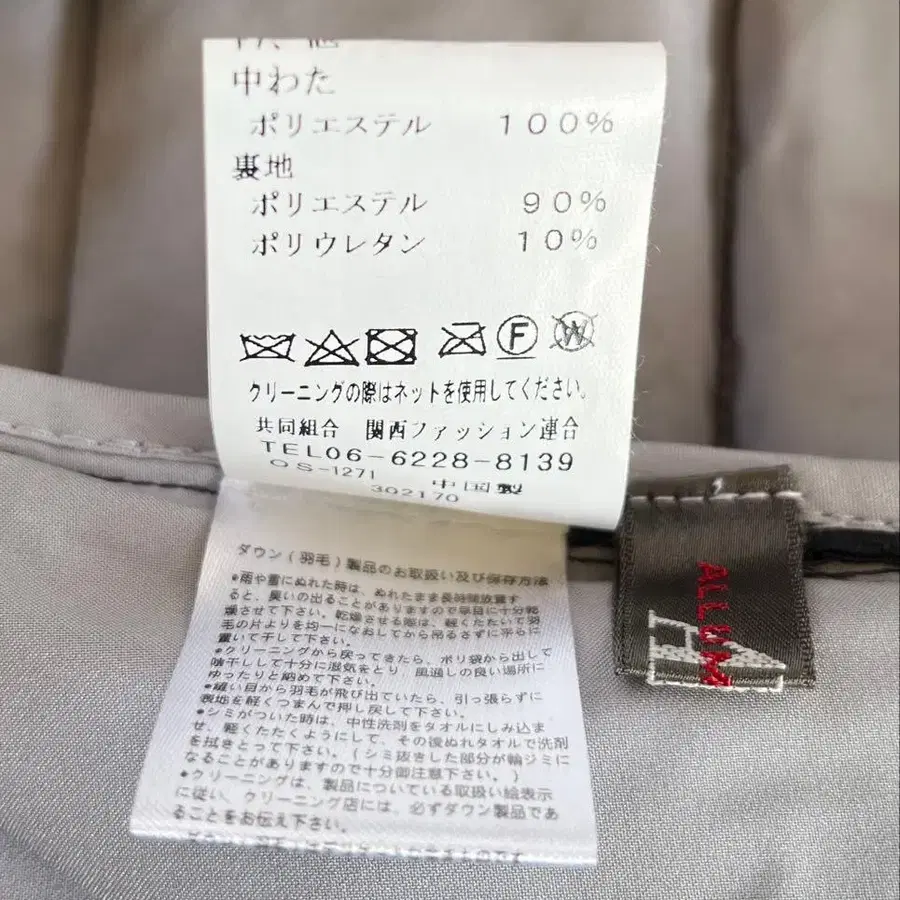 中わた
ポリエステル 100%
裏地
ポリエステル 90%
ポリウレタン 10%
F
W
クリーニングの際はネットを使用してください。
共同組合 関西ファッション連合
TEL06-6228-8139
OS-1271 中国製
302170
ダウン(羽毛)製品のお取扱い及び保存方法
●雨や雪にぬれた時は、ぬれたまま長時間放置す
ると、臭いの出ることがありますので早目に十分乾
燥させて下さい。乾燥させる際は、軽くたたいて羽
毛の片よりを均一になおしてから吊るさずに平らに
置いて干して下さい。
●クリーニングから戻ってきたら、ポリ袋から出して
陰干しして十分に湿気をとり、風通しの良い場所に
ゆったりと納めて下さい。
●縫い目から羽毛が飛び出ていたら、引っ張らずに
表地を軽くつまんで押し戻して下さい。
●シミがついた時は、中性洗剤をタオルにしみ込ま
せ、軽くたたくようにして、その後ぬれタオルで洗剤
を拭きとって下さい。(シミ抜きした部分が輪ジミに
なることがありますので十分御注意下さい。)
●クリーニングは、製品についている取扱い絵表示
に従い、クリーニング店には、必ずダウン製品であ
ることをお伝え下さい。
ALLUM